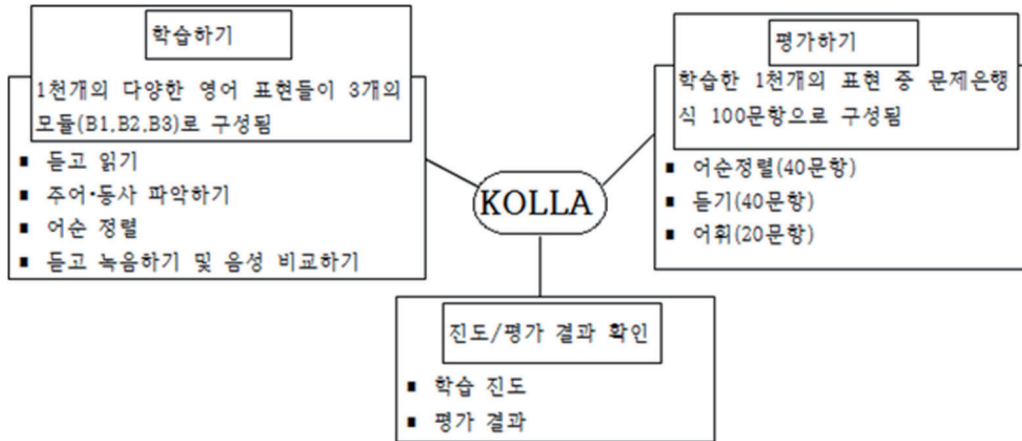 학습하기
1천개의 다양한 영어 표현들이 3개의
모듈(B1,B2,B3)로 구성됨
▪ 듣고 읽기
▪ 주어•동사 파악하기
▪ 어순 정렬
▪ 듣고 녹음하기 및 음성 비교하기
평가하기
학습한 1천개의 표현 중 문제은행
식 100문항으로 구성됨
▪ 어순정렬(40문항)
▪ 듣기(40문항)
▪ 어휘(20문항)
KOLLA
진도/평가 결과 확인
▪ 학습 진도
▪ 평가 결과